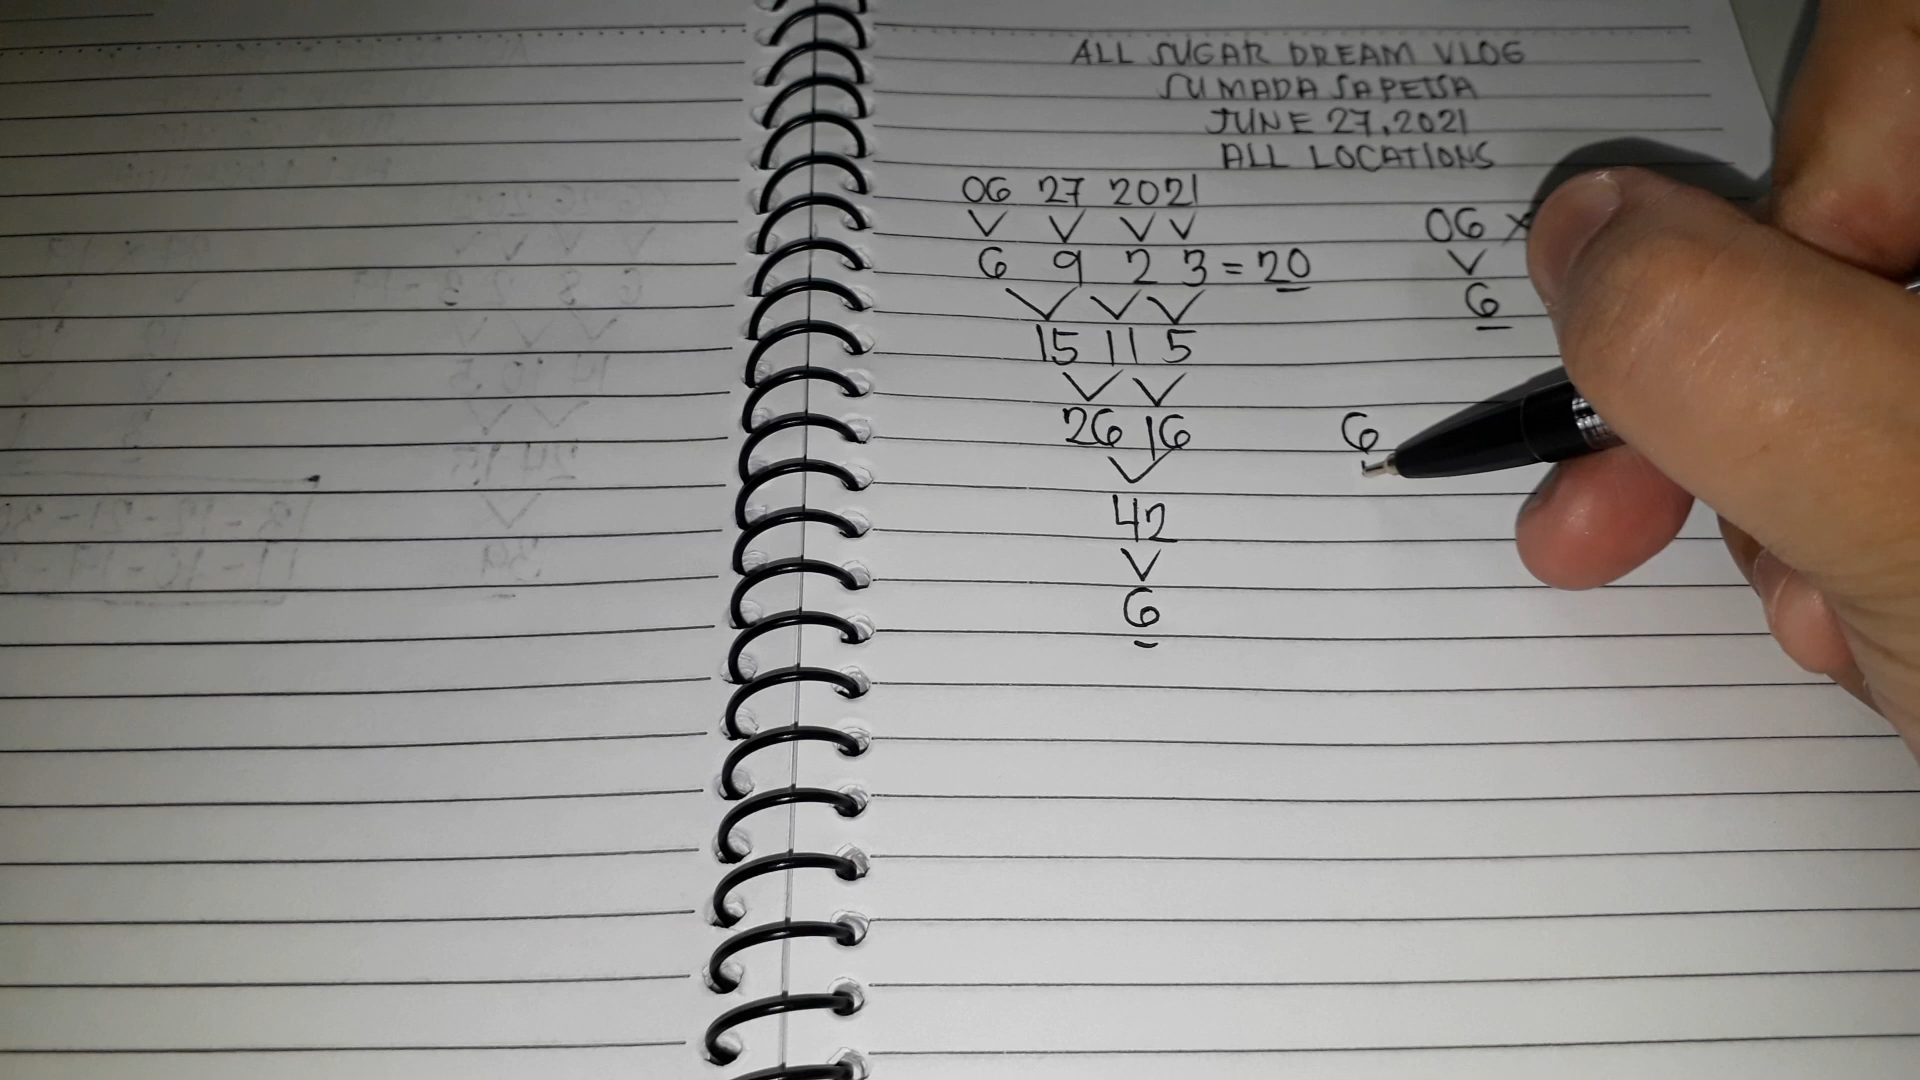 ALL SUGAR DREAM VLOG
SUMADA SAPETSA
JUNE 27, 2021
ALL LOCATIONS
06 27 2021
6 9 2 3 = 20
15 11 5
26 16
42
6
06 x
6
6